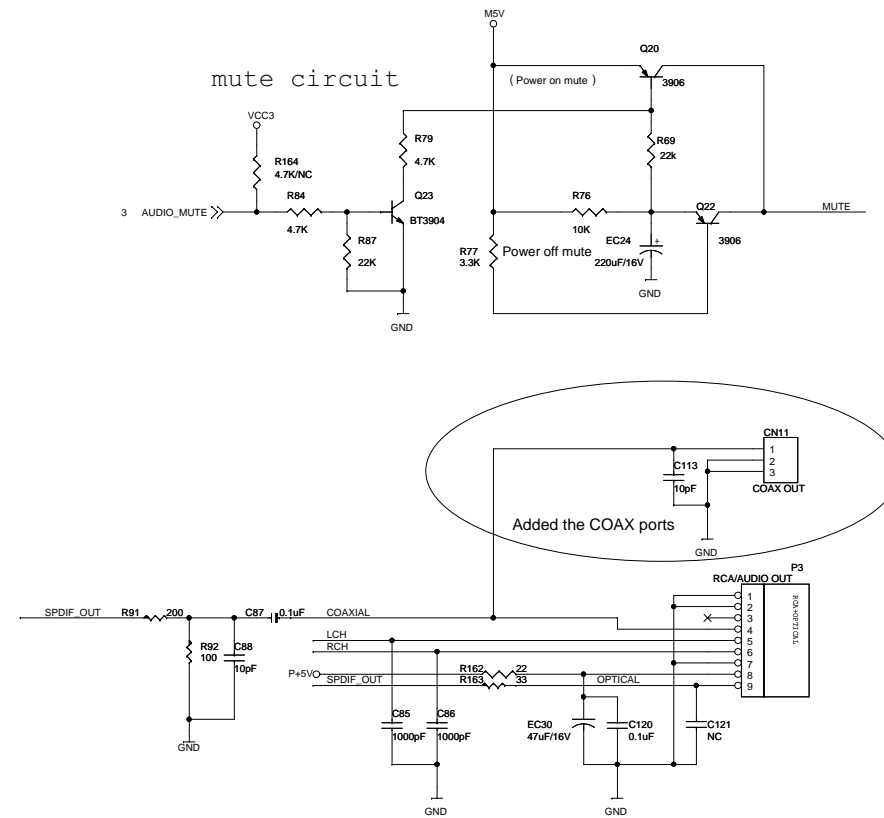 M5V
Q20
mute circuit
( Power on mute )
3906
VCC3
R79
4.7K
R69
22k
R164
4.7K/NC
R84
4.7K
Q23
BT3904
R76
10K
Q22
3906
MUTE
3 AUDIO_MUTE
R87
22K
R77
3.3K
Power off mute
EC24
+
220uF/16V
GND
GND
CN11
1
2
3
COAX OUT
C113
10pF
Added the COAX ports
GND
P3
RCA/AUDIO OUT
RCA+OPTICAL
1
2
3
4
5
6
7
8
9
SPDIF_OUT
R91
200
C87
0.1uF
COAXIAL
LCH
RCH
R92
100
C88
10pF
P+5V
R162
22
SPDIF_OUT
R163
33
OPTICAL
C85
1000pF
C86
1000pF
EC30
47uF/16V
C120
0.1uF
C121
NC
GND
GND
GND